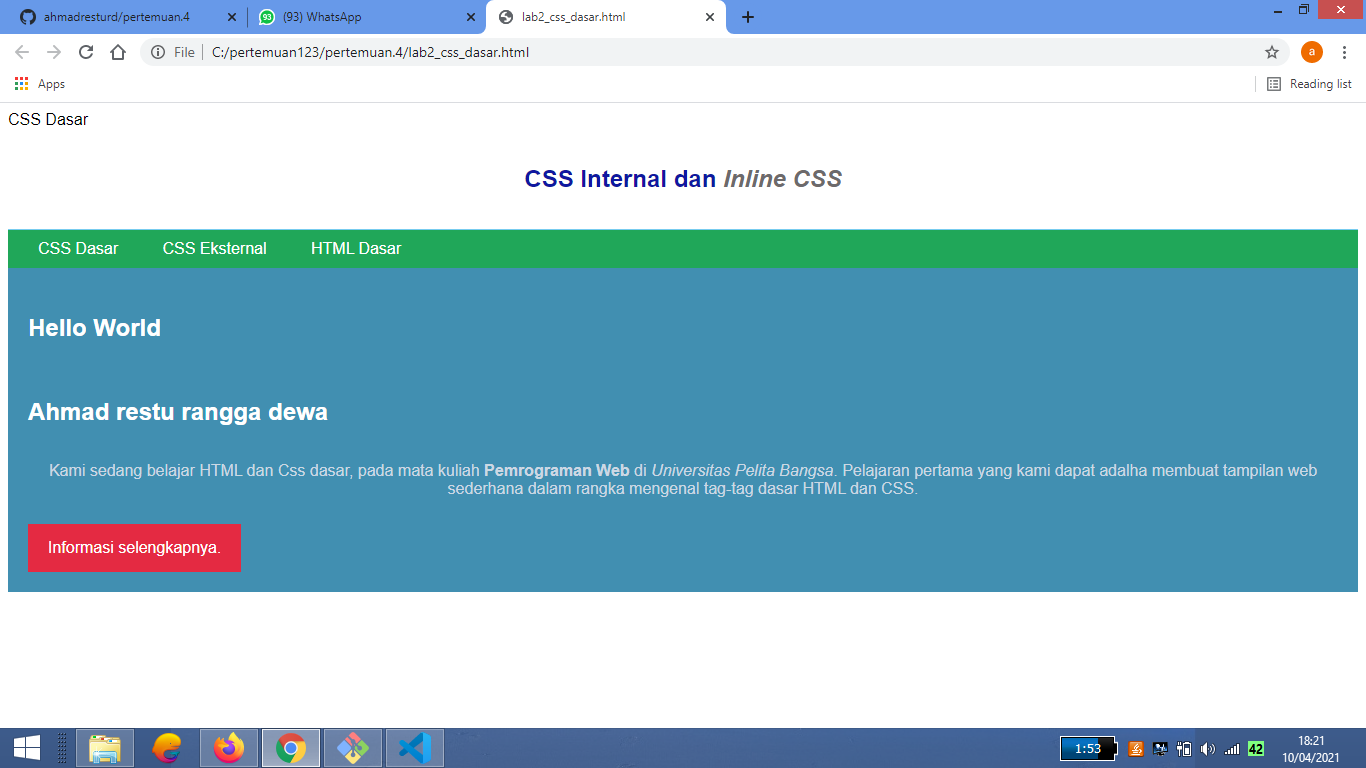 ahmadresturd/pertemuan.4
93
(93) WhatsApp
lab2_css_dasar.html
File
C:/pertemuan123/pertemuan.4/lab2_css_dasar.html
a
Apps
Reading list
CSS Dasar
CSS Internal dan Inline CSS
CSS Dasar
CSS Eksternal
HTML Dasar
Hello World
Ahmad restu rangga dewa
Kami sedang belajar HTML dan Css dasar, pada mata kuliah Pemrograman Web di Universitas Pelita Bangsa. Pelajaran pertama yang kami dapat adalha membuat tampilan web
sederhana dalam rangka mengenal tag-tag dasar HTML dan CSS.
Informasi selengkapnya.
1:53
42
18:21
10/04/2021